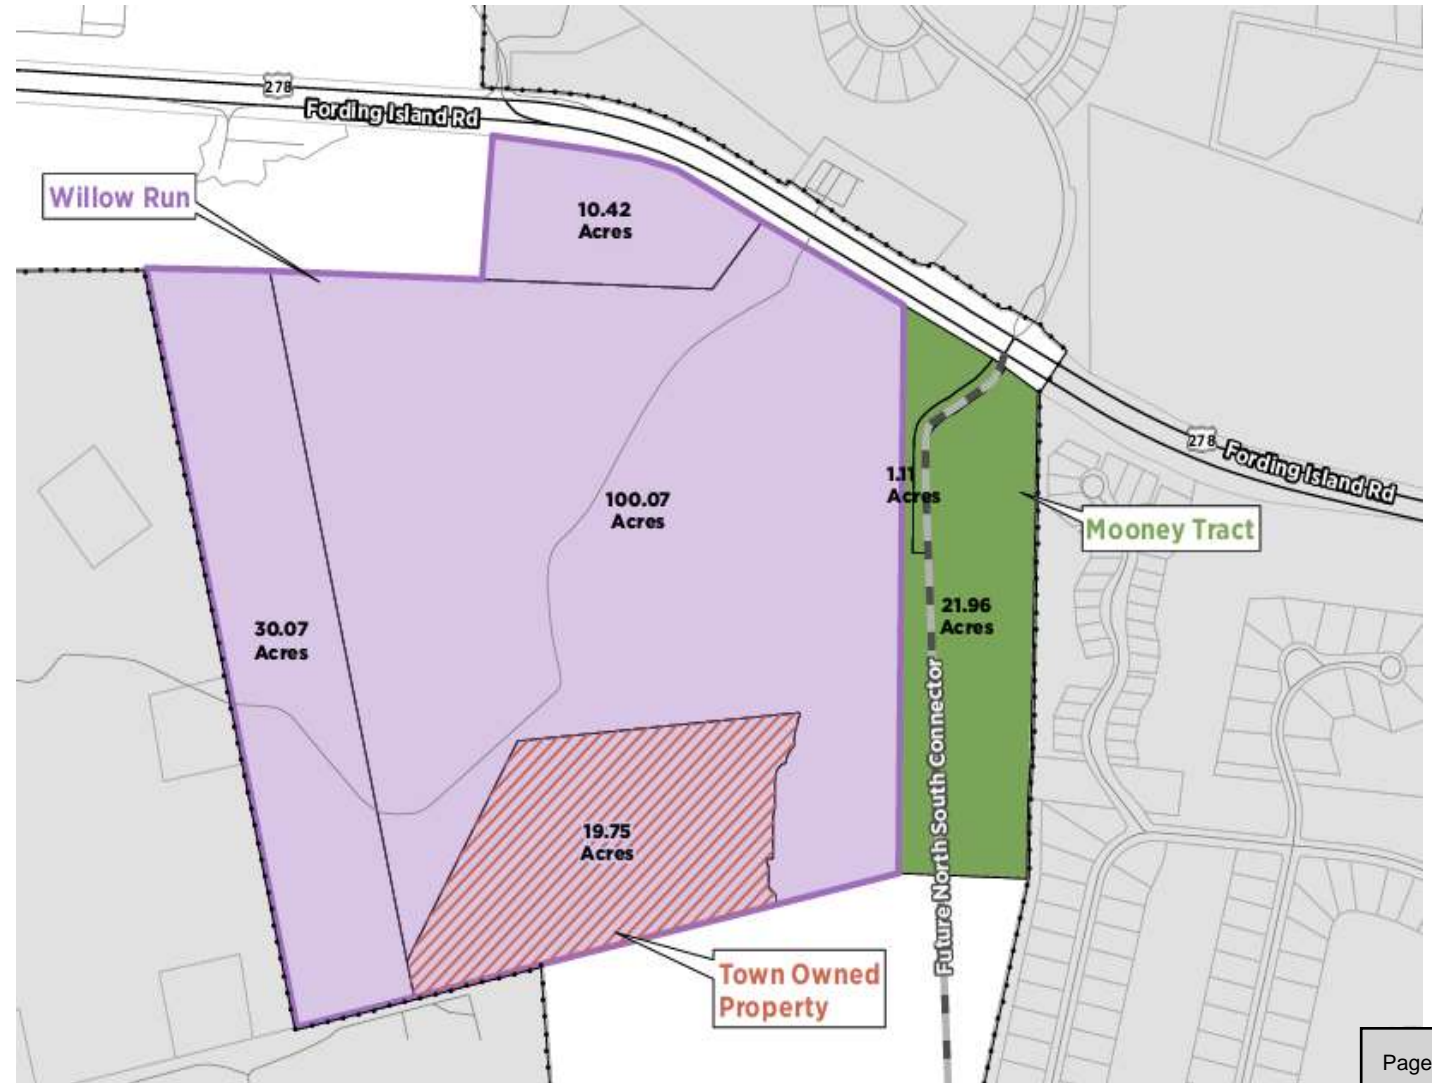 278
Fording Island Rd
Willow Run
10.42
Acres
100.07
Acres
1.11
Acres
278
Fording Island Rd
Mooney Tract
21.96
Acres
30.07
Acres
Future North South Connector
19.75
Acres
Town Owned
Property
Page